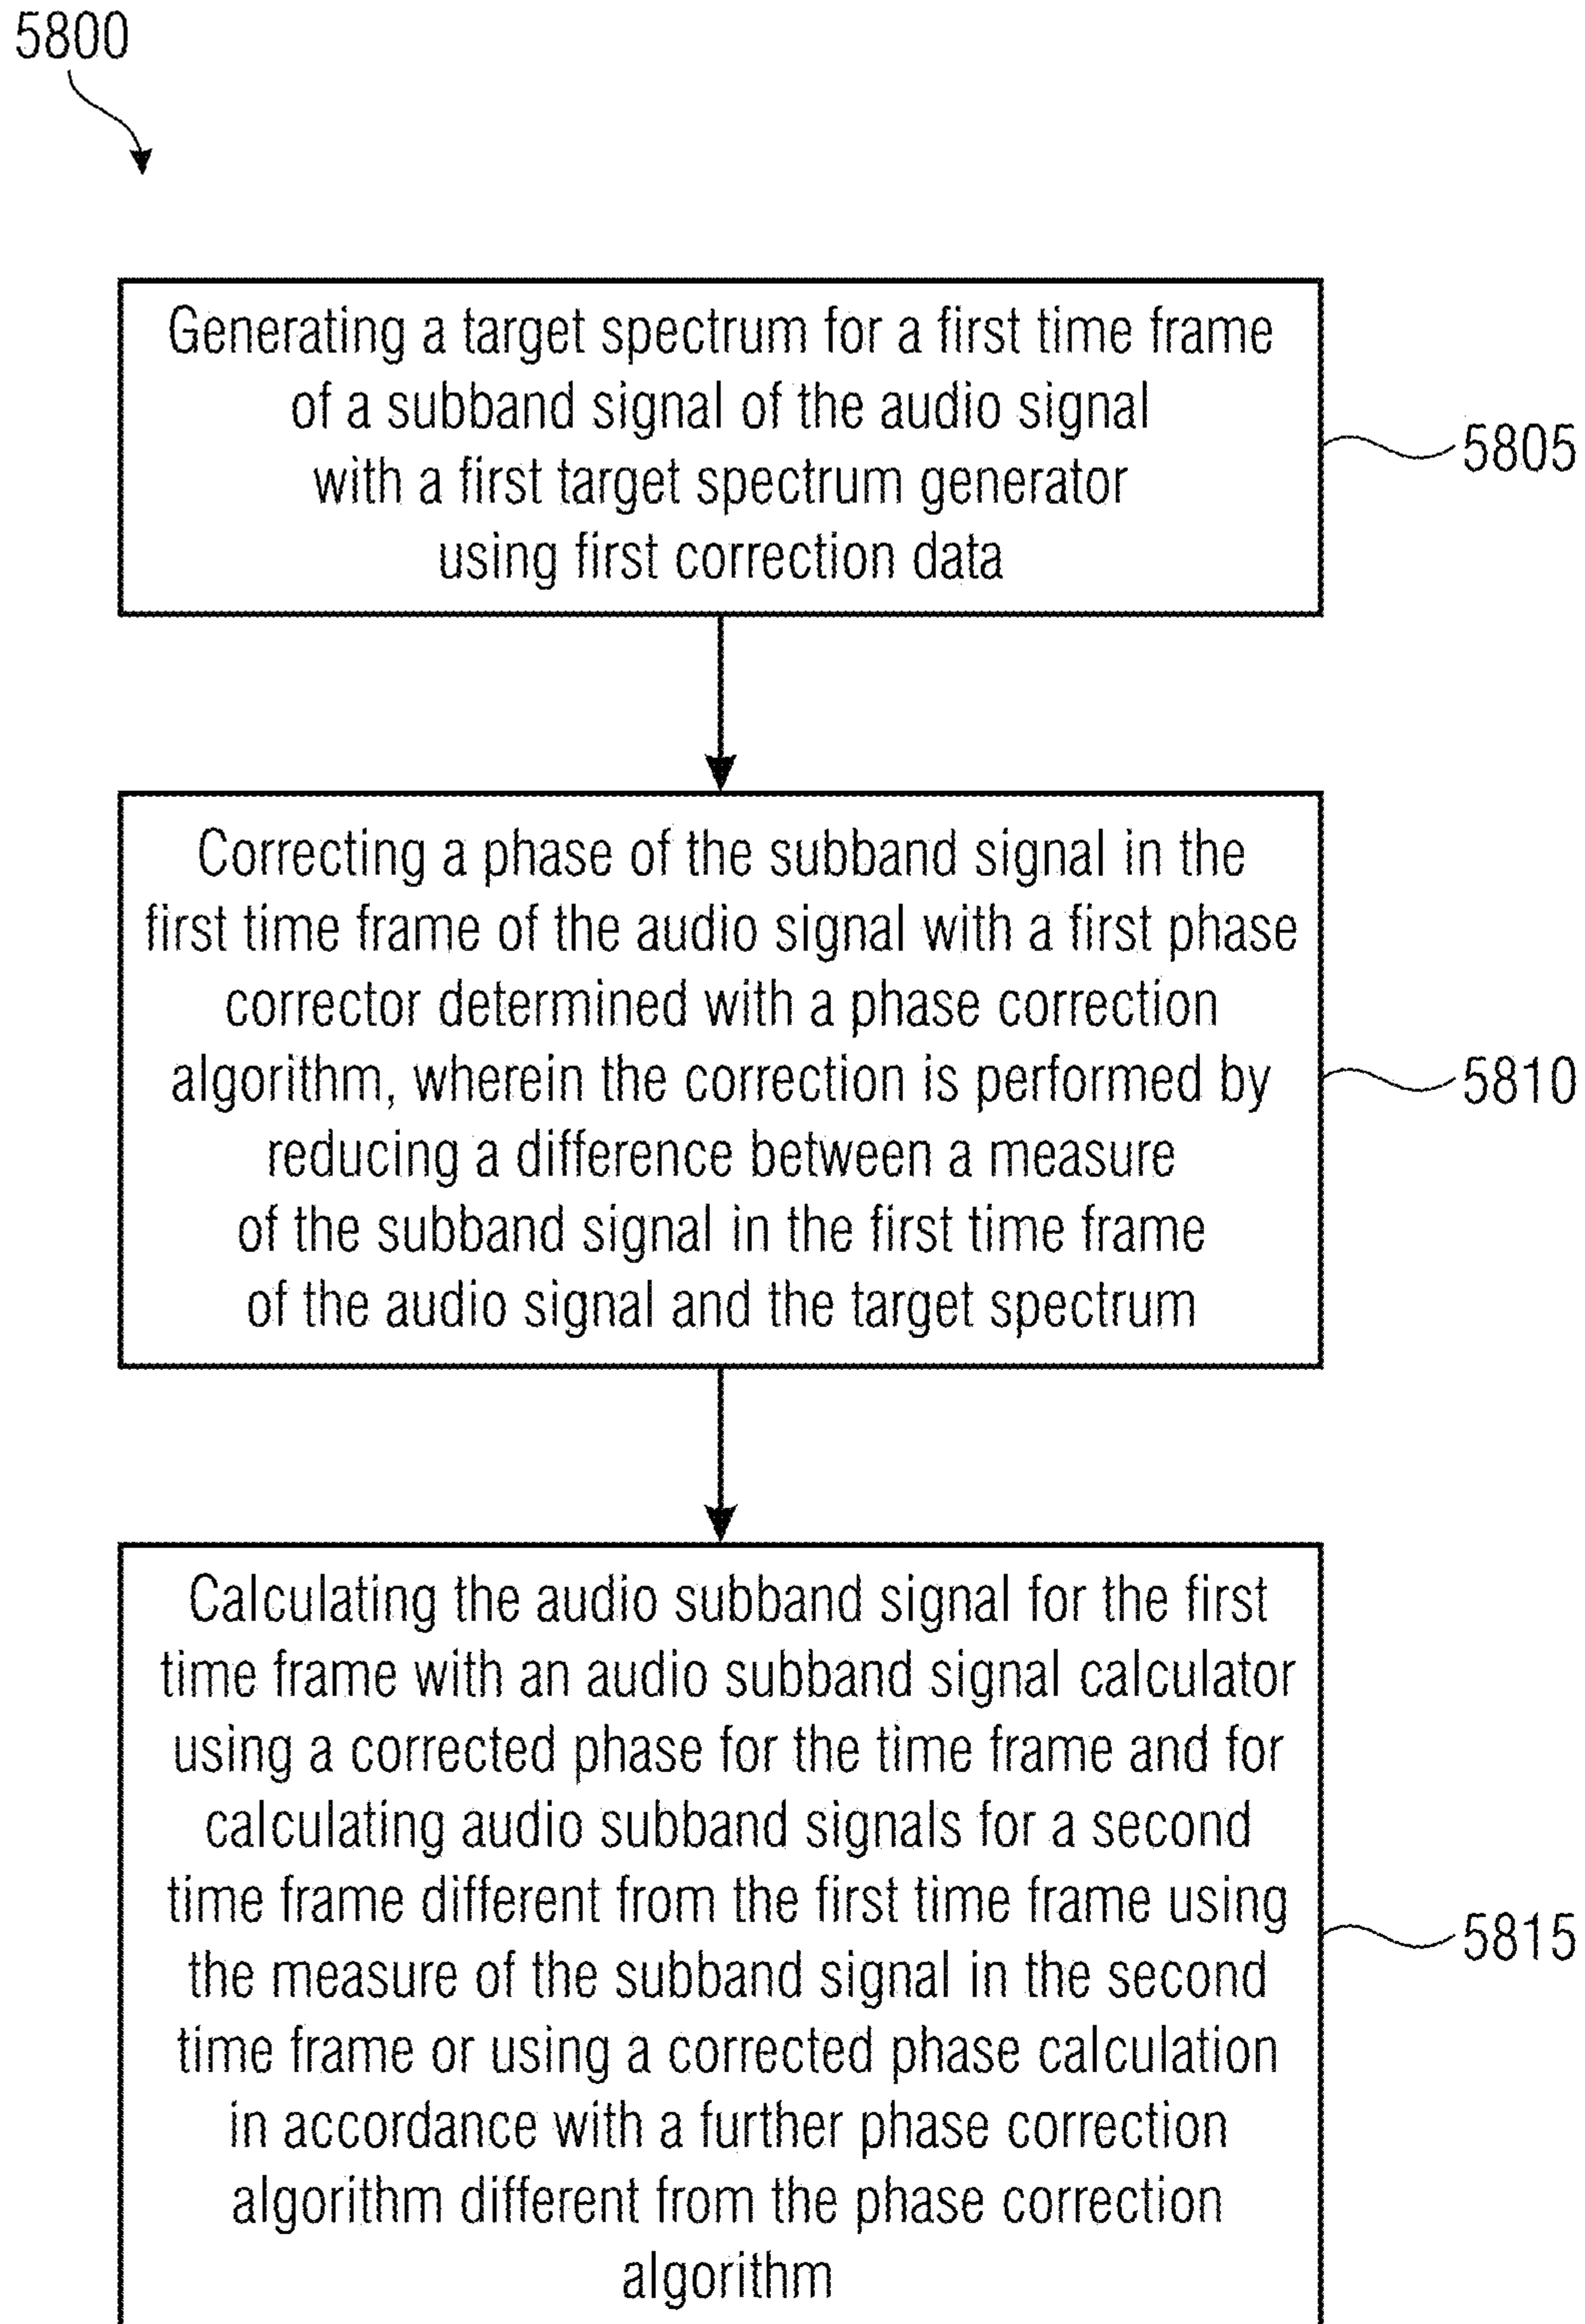 5800
Generating a target spectrum for a first time frame
of a subband signal of the audio signal
with a first target spectrum generator
using first correction data
5805
Correcting a phase of the subband signal in the
first time frame of the audio signal with a first phase
corrector determined with a phase correction
algorithm, wherein the correction is performed by
reducing a difference between a measure
of the subband signal in the first time frame
of the audio signal and the target spectrum
5810
Calculating the audio subband signal for the first
time frame with an audio subband signal calculator
using a corrected phase for the time frame and for
calculating audio subband signals for a second
time frame different from the first time frame using
the measure of the subband signal in the second
time frame or using a corrected phase calculation
in accordance with a further phase correction
algorithm different from the phase correction
algorithm
5815